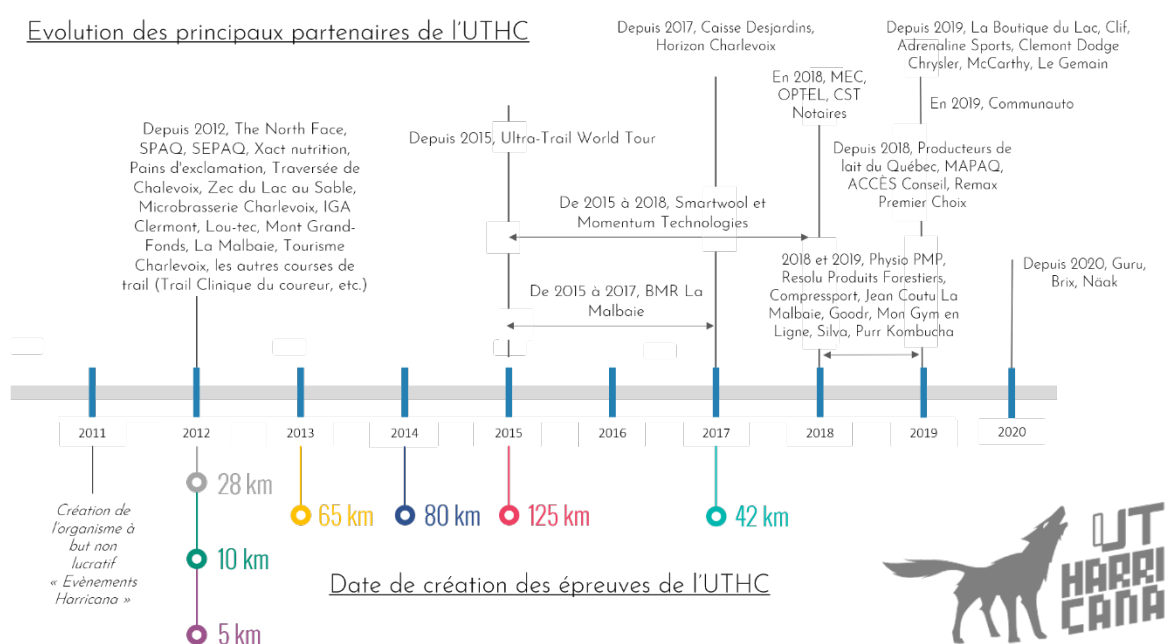 Evolution des principaux partenaires de l'UTHC
Depuis 2017, Caisse Desjardins,
Horizon Charlevoix
Depuis 2019, La Boutique du Lac, Clif,
Adrenaline Sports, Clemont Dodge
Chrysler, McCarthy, Le Gemain
En 2018, MEC,
OPTEL, CST
Notaires
En 2019, Communauto
Depuis 2012, The North Face,
SPAQ, SEPAQ, Xact nutrition,
Pains d'exclamation, Traversée de
Chalevoix, Zec du Lac au Sable,
Microbrasserie Charlevoix, IGA
Clermont, Lou-tec, Mont Grand-
Fonds, La Malbaie, Tourisme
Charlevoix, les autres courses de
trail (Trail Clinique du coureur, etc.)
Depuis 2015, Ultra-Trail World Tour
Depuis 2018, Producteurs de
lait du Québec, MAPAQ,
ACCÈS Conseil, Remax
Premier Choix
De 2015 à 2018, Smartwool et
Momentum Technologies
2018 et 2019, Physio PMP,
Resolu Produits Forestiers,
Compressport, Jean Coutu La
Malbaie, Goodr, Mon Gym en
Ligne, Silva, Purr Kombucha
Depuis 2020, Guru,
Brix, Näak
De 2015 à 2017, BMR La
Malbaie
2011 2012 2013 2014 2015 2016 2017 2018 2019 2020
Création de
l'organisme à
but non
lucratif
« Evènements
Harricana »
28 km
10 km
5 km
65 km
80 km
125 km
42 km
Date de création des épreuves de l'UTHC
UT
HARRI
CANA